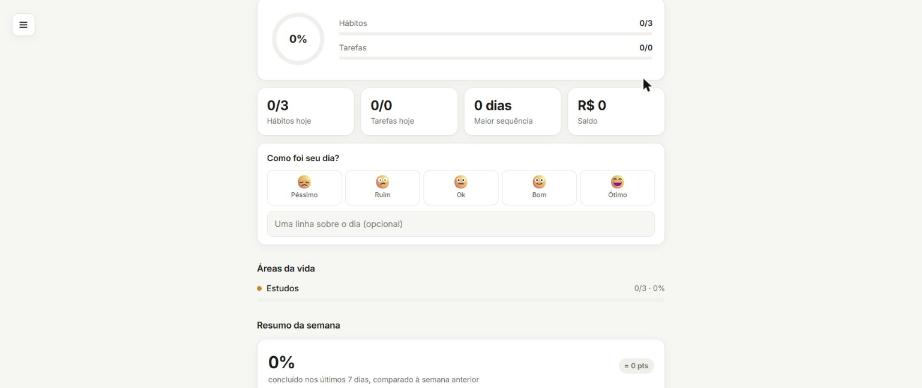 0%
Hábitos 0/3
Tarefas 0/0
0/3 0/0 0 dias R$ 0
Hábitos hoje Tarefas hoje Maior sequência Saldo
Como foi seu dia?
Péssimo Ruim Ok Bom Ótimo
Uma linha sobre o dia (opcional)
Áreas da vida
Estudos 0/3 · 0%
Resumo da semana
0% = 0 pts
concluído nos últimos 7 dias, comparado à semana anterior